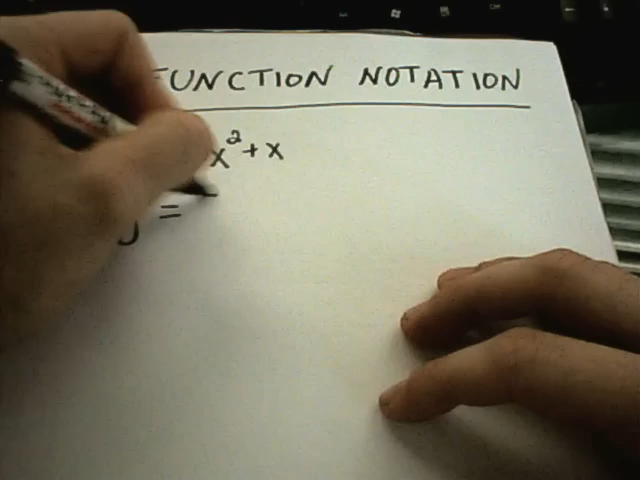 FUNCTION NOTATION
x² + x
y =